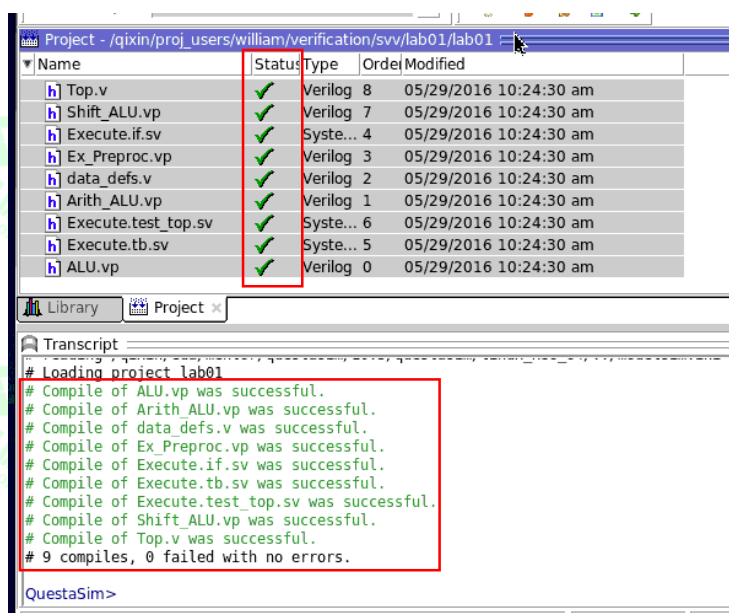 Project - /qixin/proj_users/william/verification/svv/lab01/lab01
Name Status Type Order Modified
Top.v Verilog 8 05/29/2016 10:24:30 am
Shift_ALU.vp Verilog 7 05/29/2016 10:24:30 am
Execute.if.sv Syste... 4 05/29/2016 10:24:30 am
Ex_Preproc.vp Verilog 3 05/29/2016 10:24:30 am
data_defs.v Verilog 2 05/29/2016 10:24:30 am
Arith_ALU.vp Verilog 1 05/29/2016 10:24:30 am
Execute.test_top.sv Syste... 6 05/29/2016 10:24:30 am
Execute.tb.sv Syste... 5 05/29/2016 10:24:30 am
ALU.vp Verilog 0 05/29/2016 10:24:30 am
Library Project
Transcript
# Loading project lab01
# Compile of ALU.vp was successful.
# Compile of Arith_ALU.vp was successful.
# Compile of data_defs.v was successful.
# Compile of Ex_Preproc.vp was successful.
# Compile of Execute.if.sv was successful.
# Compile of Execute.tb.sv was successful.
# Compile of Execute.test_top.sv was successful.
# Compile of Shift_ALU.vp was successful.
# Compile of Top.v was successful.
# 9 compiles, 0 failed with no errors.
QuestaSim>